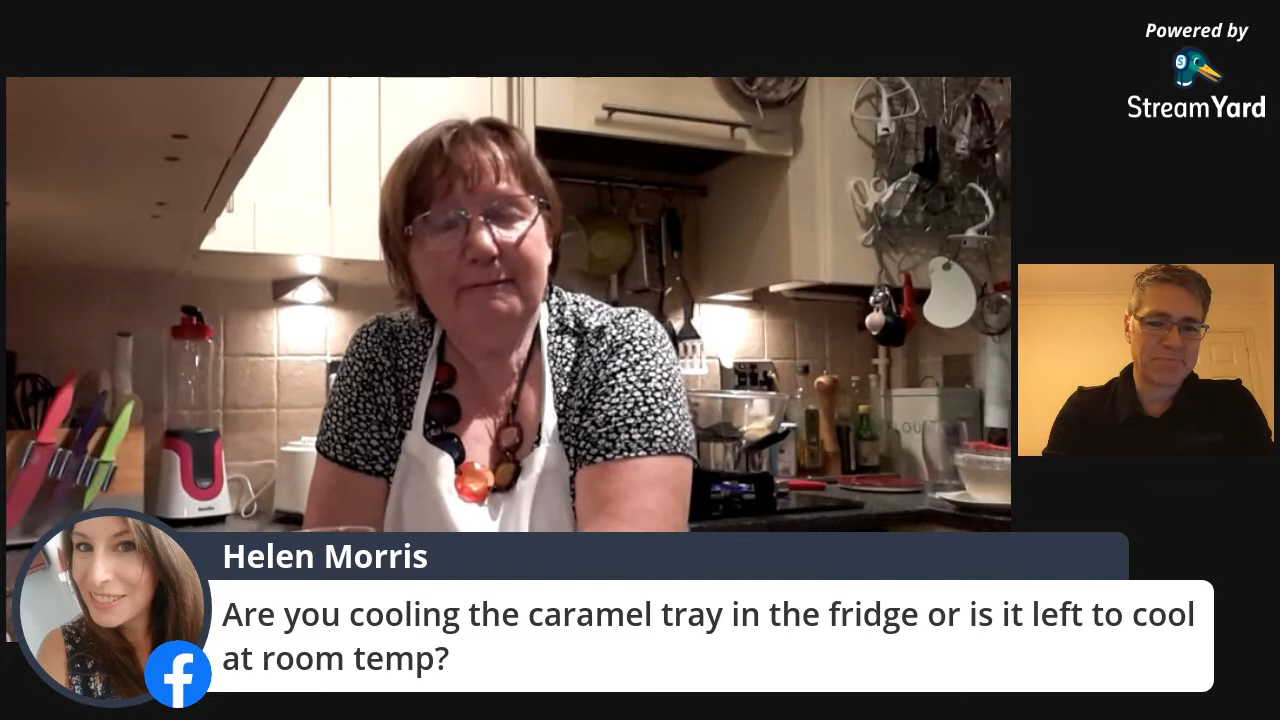 Powered by
StreamYard
Helen Morris
Are you cooling the caramel tray in the fridge or is it left to cool
at room temp?